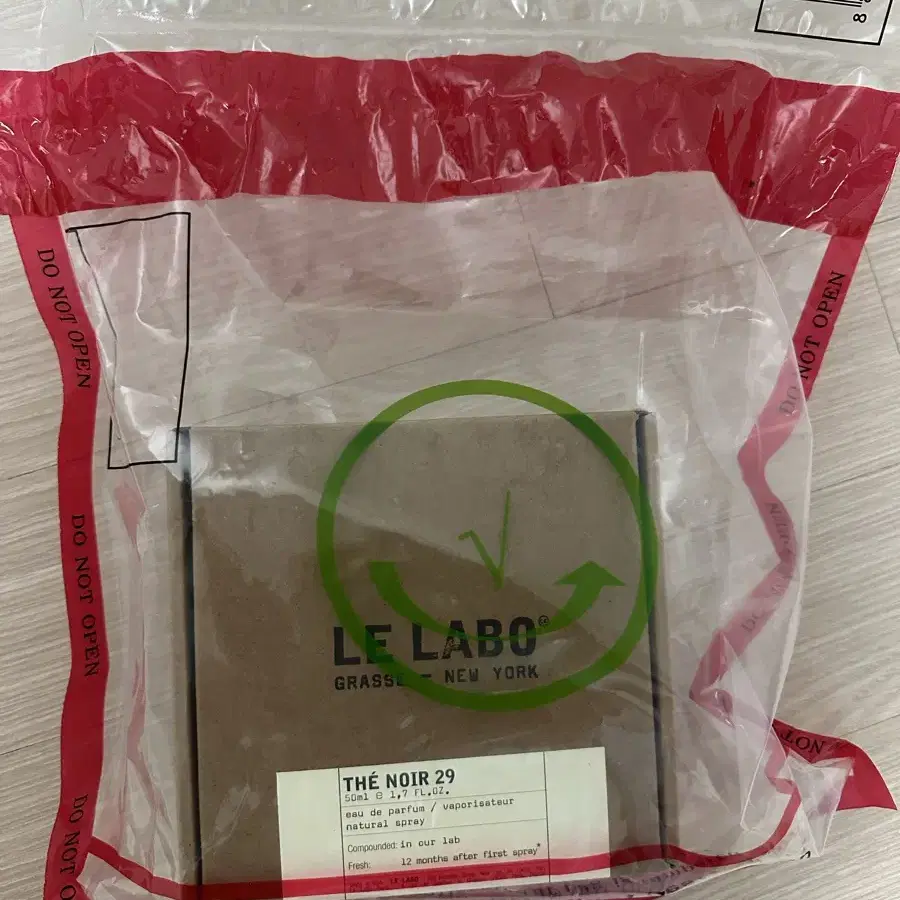 8
DO NOT OPEN
DO NOT OPEN
DO NOT OPEN
DO NOT
NOT
LE LABO®
GRASSE — NEW YORK
THÉ NOIR 29
50ml e 1,7 FL.OZ.
eau de parfum / vaporisateur
natural spray
Compounded: in our lab
Fresh: 12 months after first spray*